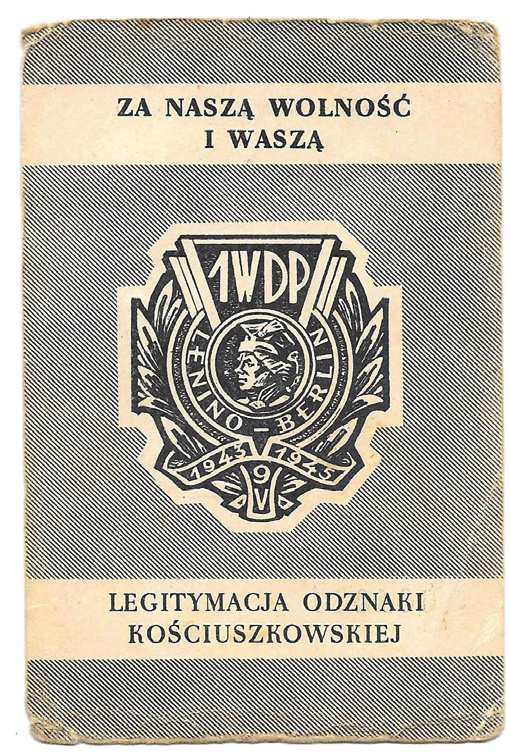 ZA NASZĄ WOLNOŚĆ
I WASZĄ
1WDP
LENINO – BERLIN
1943 1945
9
V
LEGITYMACJA ODZNAKI
KOŚCIUSZKOWSKIEJ